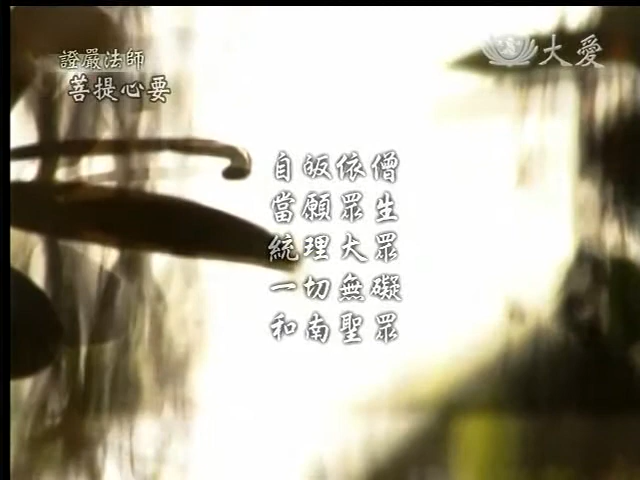 證嚴法師
菩提心要
大愛
自皈依僧
當願眾生
統理大眾
一切無礙
和南聖眾